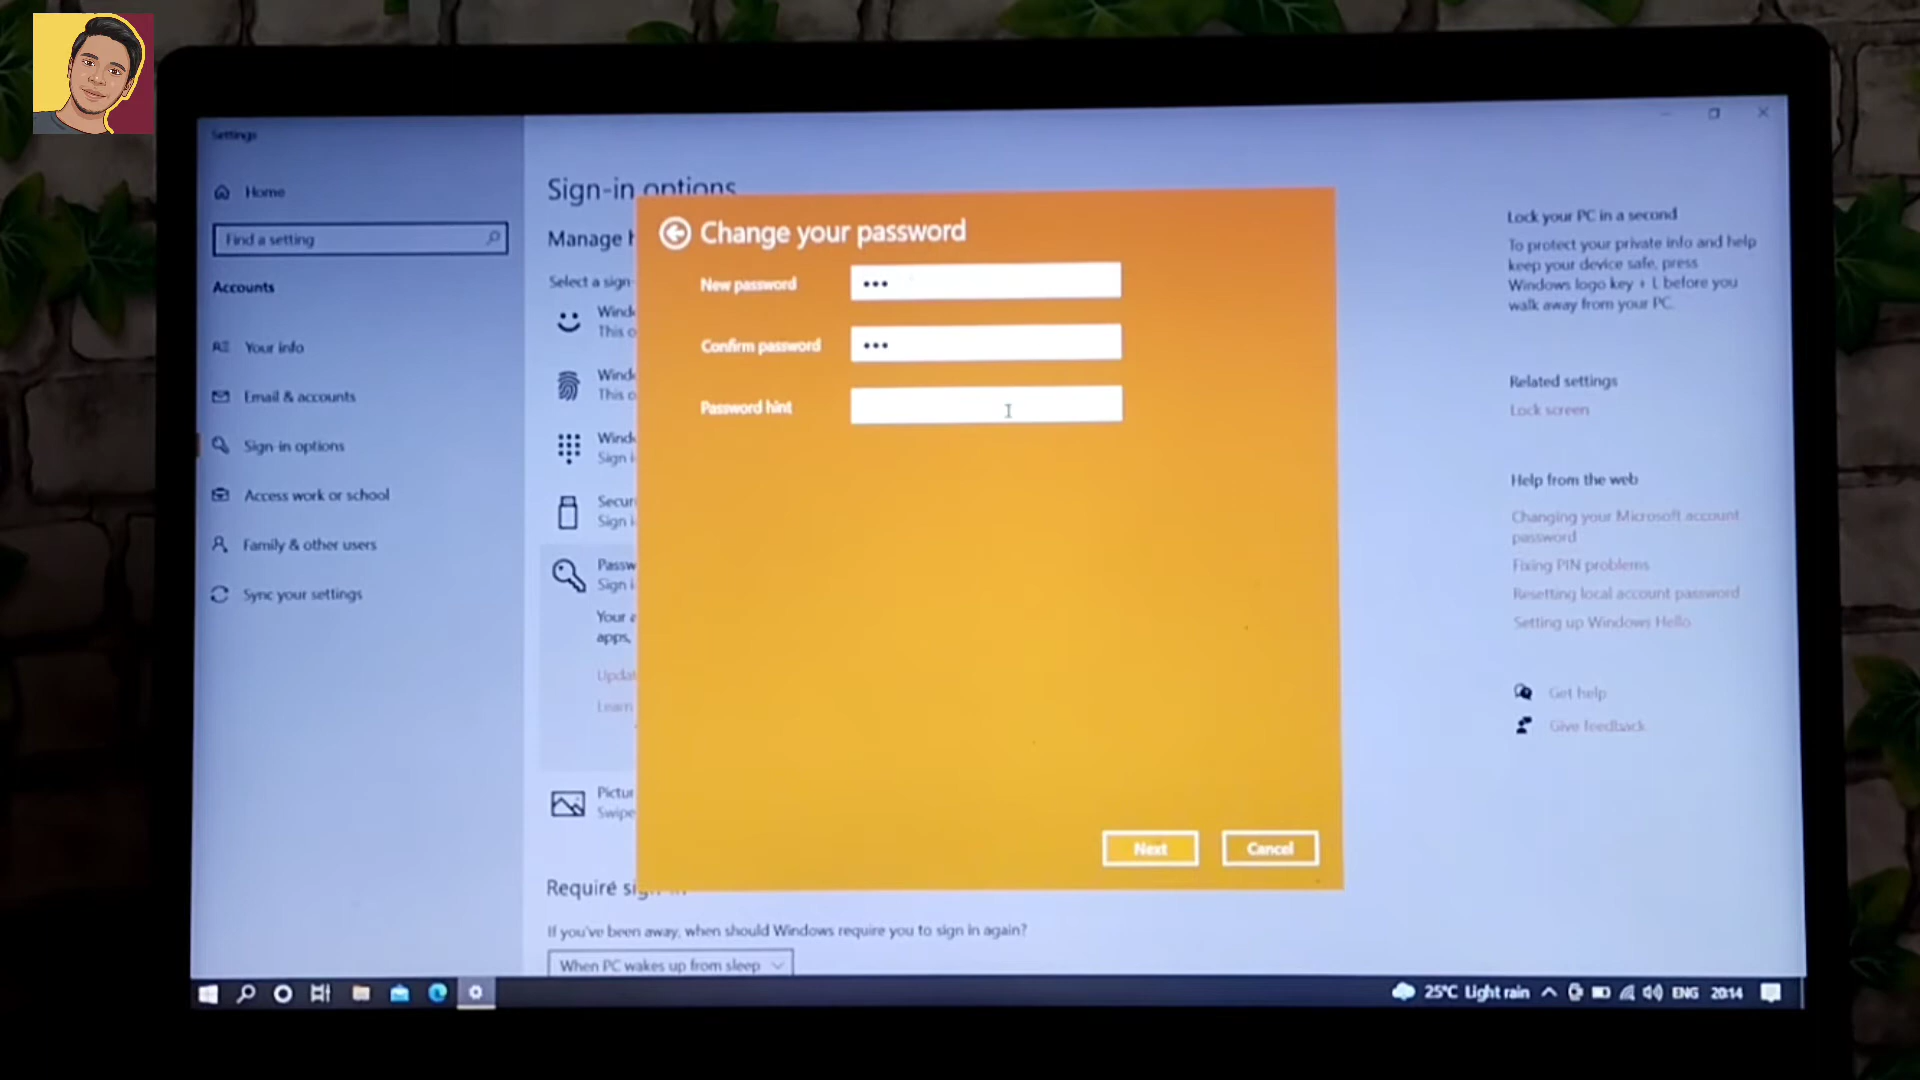 Settings
Home
Find a setting
Accounts
Your info
Email & accounts
Sign-in options
Access work or school
Family & other users
Sync your settings
Sign-in options
Manage h
Select a sign-
Wind
This o
Wind
This o
Wind
Sign i
Secur
Sign i
Passw
Sign i
Your a
apps,
Updat
Learn
Pictur
Swipe
Require si
If you've been away, when should Windows require you to sign in again?
When PC wakes up from sleep
Change your password
New password
•••
Confirm password
•••
Password hint
Next
Cancel
Lock your PC in a second
To protect your private info and help
keep your device safe, press
Windows logo key + L before you
walk away from your PC.
Related settings
Lock screen
Help from the web
Changing your Microsoft account
password
Fixing PIN problems
Resetting local account password
Setting up Windows Hello
Get help
Give feedback
25°C Light rain
ENG
20:14